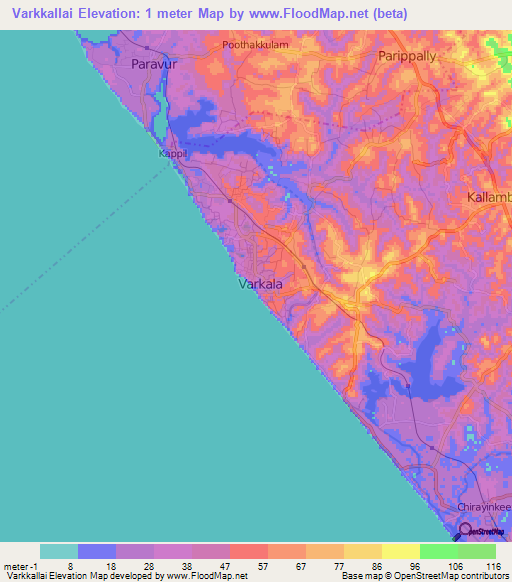 Varkkallai Elevation: 1 meter Map by www.FloodMap.net (beta)
Poothakkulam
Paravur
Parippally
Kappil
Kallamb
Varkala
Chirayinkee
OpenStreetMap
meter -1 8 18 28 38 47 57 67 77 86 96 106 116
Varkkallai Elevation Map developed by www.FloodMap.net
Base map © OpenStreetMap contributors